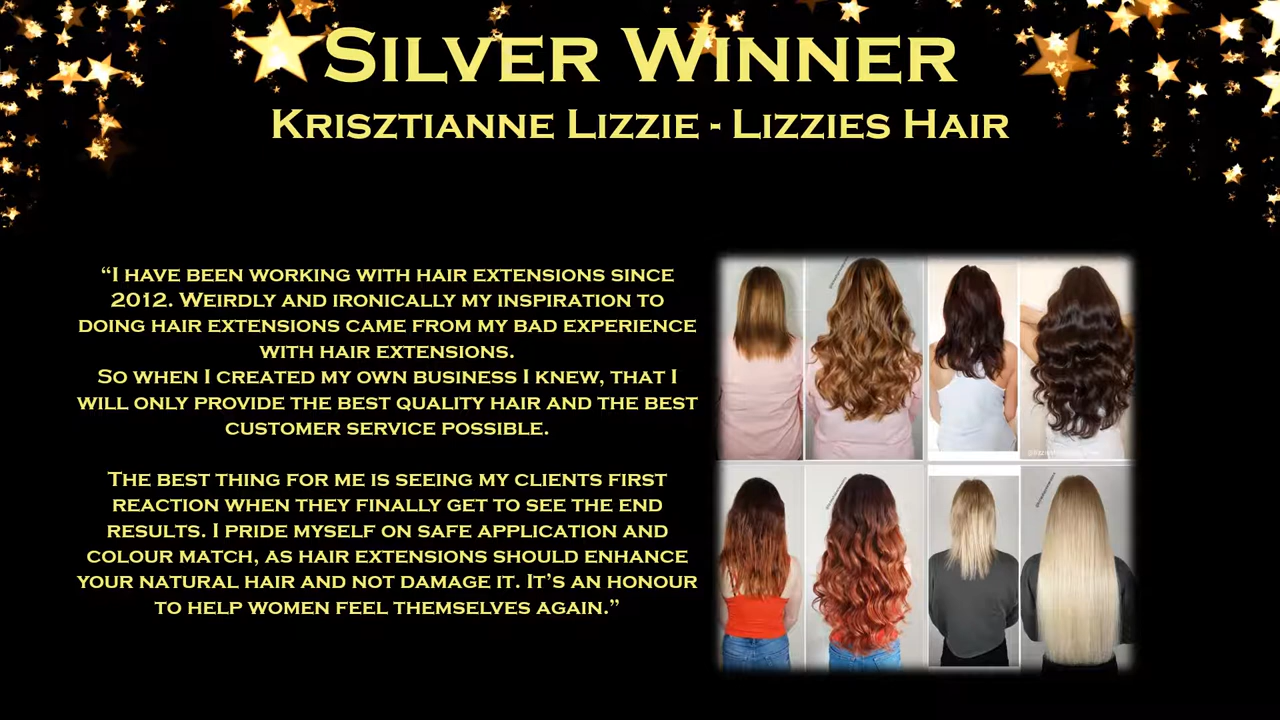 Silver Winner
Krisztianne Lizzie - Lizzies Hair
“I have been working with hair extensions since
2012. Weirdly and ironically my inspiration to
doing hair extensions came from my bad experience
with hair extensions.
So when I created my own business I knew, that I
will only provide the best quality hair and the best
customer service possible.
The best thing for me is seeing my clients first
reaction when they finally get to see the end
results. I pride myself on safe application and
colour match, as hair extensions should enhance
your natural hair and not damage it. It’s an honour
to help women feel themselves again.”